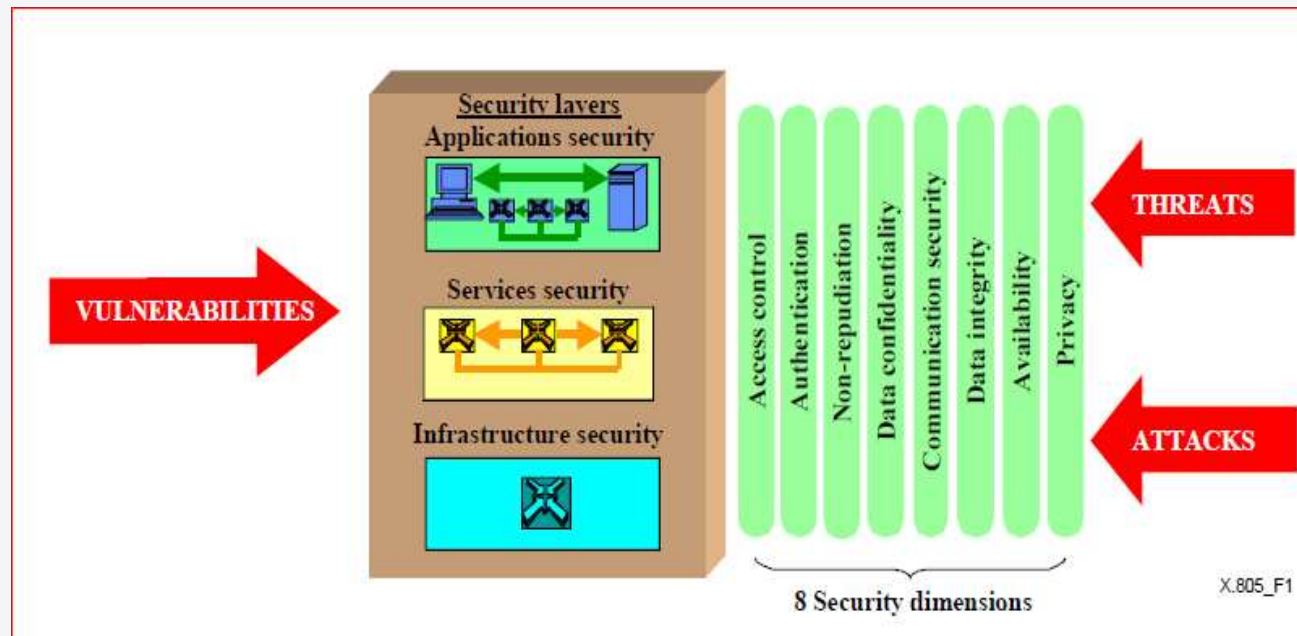 Security lavers
Applications security
VULNERABILITIES
Services security
Infrastructure security
Access control
Authentication
Non-repudiation
Data confidentiality
Communication security
Data integrity
Availability
Privacy
THREATS
ATTACKS
8 Security dimensions
X.805_F1